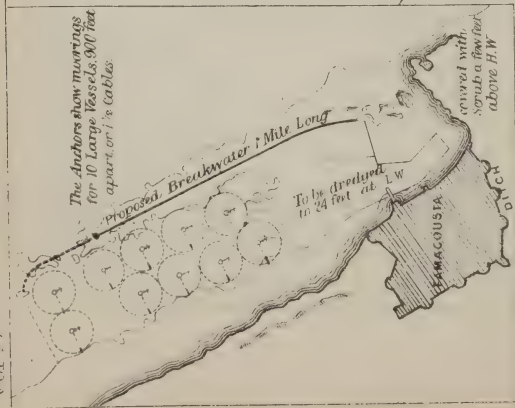 The Anchors show moorings
for 10 Large Vessels, 900 feet
apart, or 1½ Cables
Proposed Breakwater 1 Mile Long
covered with
Scrub a few feet
above H.W
To be dredged
to 24 feet at L W
FAMACOUSTA
DITCH